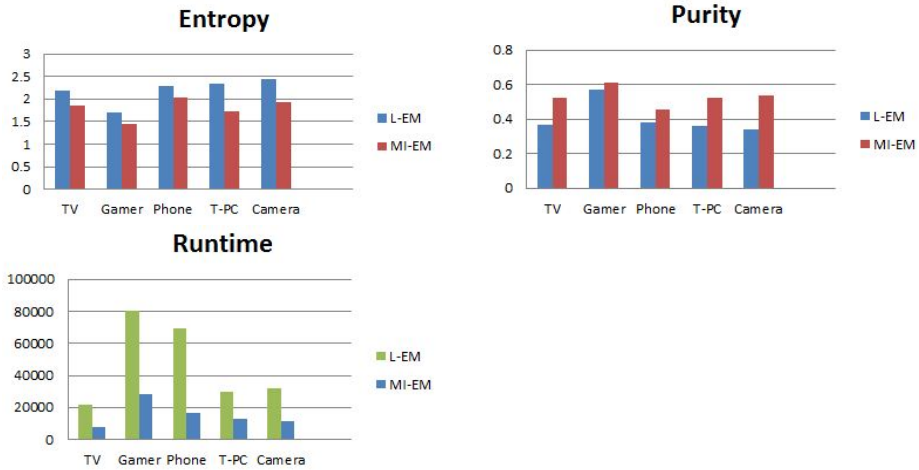 Entropy
3
2.5
2
1.5
1
0.5
0
TV Gamer Phone T-PC Camera
L-EM
MI-EM
Purity
0.8
0.6
0.4
0.2
0
TV Gamer Phone T-PC Camera
L-EM
MI-EM
Runtime
100000
80000
60000
40000
20000
0
TV Gamer Phone T-PC Camera
L-EM
MI-EM